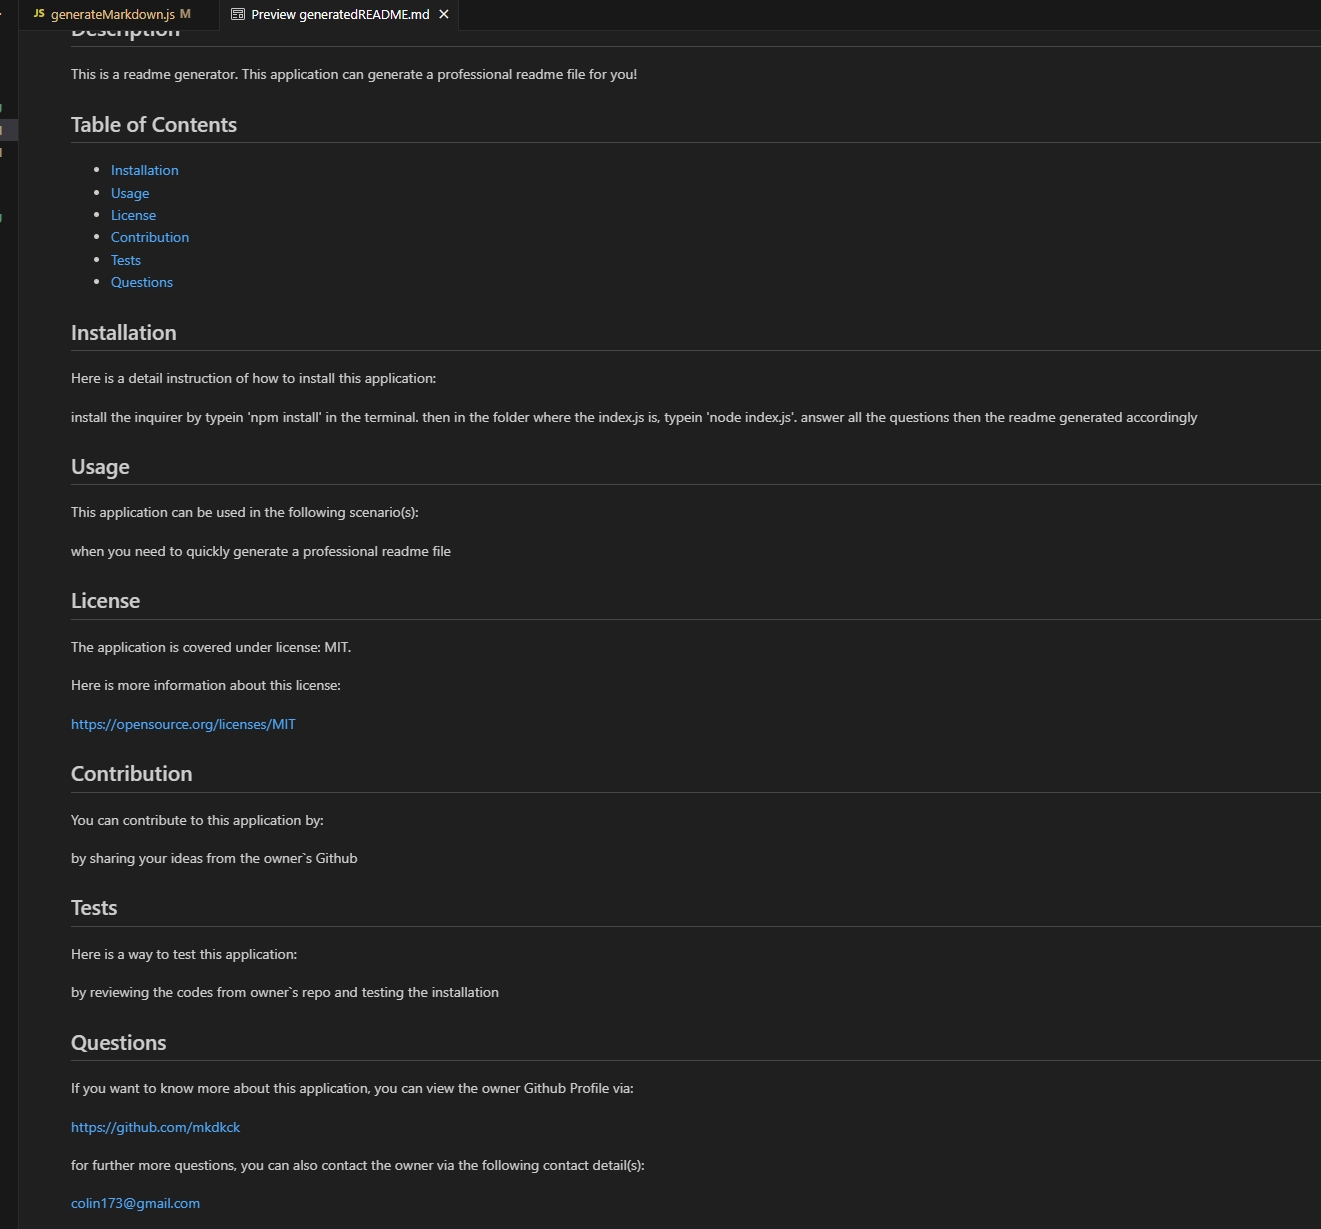 JS generateMarkdown.js M
Preview generatedREADME.md
Description
This is a readme generator. This application can generate a professional readme file for you!
Table of Contents
Installation
Usage
License
Contribution
Tests
Questions
Installation
Here is a detail instruction of how to install this application:
install the inquirer by typein 'npm install' in the terminal. then in the folder where the index.js is, typein 'node index.js'. answer all the questions then the readme generated accordingly
Usage
This application can be used in the following scenario(s):
when you need to quickly generate a professional readme file
License
The application is covered under license: MIT.
Here is more information about this license:
https://opensource.org/licenses/MIT
Contribution
You can contribute to this application by:
by sharing your ideas from the owner`s Github
Tests
Here is a way to test this application:
by reviewing the codes from owner`s repo and testing the installation
Questions
If you want to know more about this application, you can view the owner Github Profile via:
https://github.com/mkdkck
for further more questions, you can also contact the owner via the following contact detail(s):
colin173@gmail.com